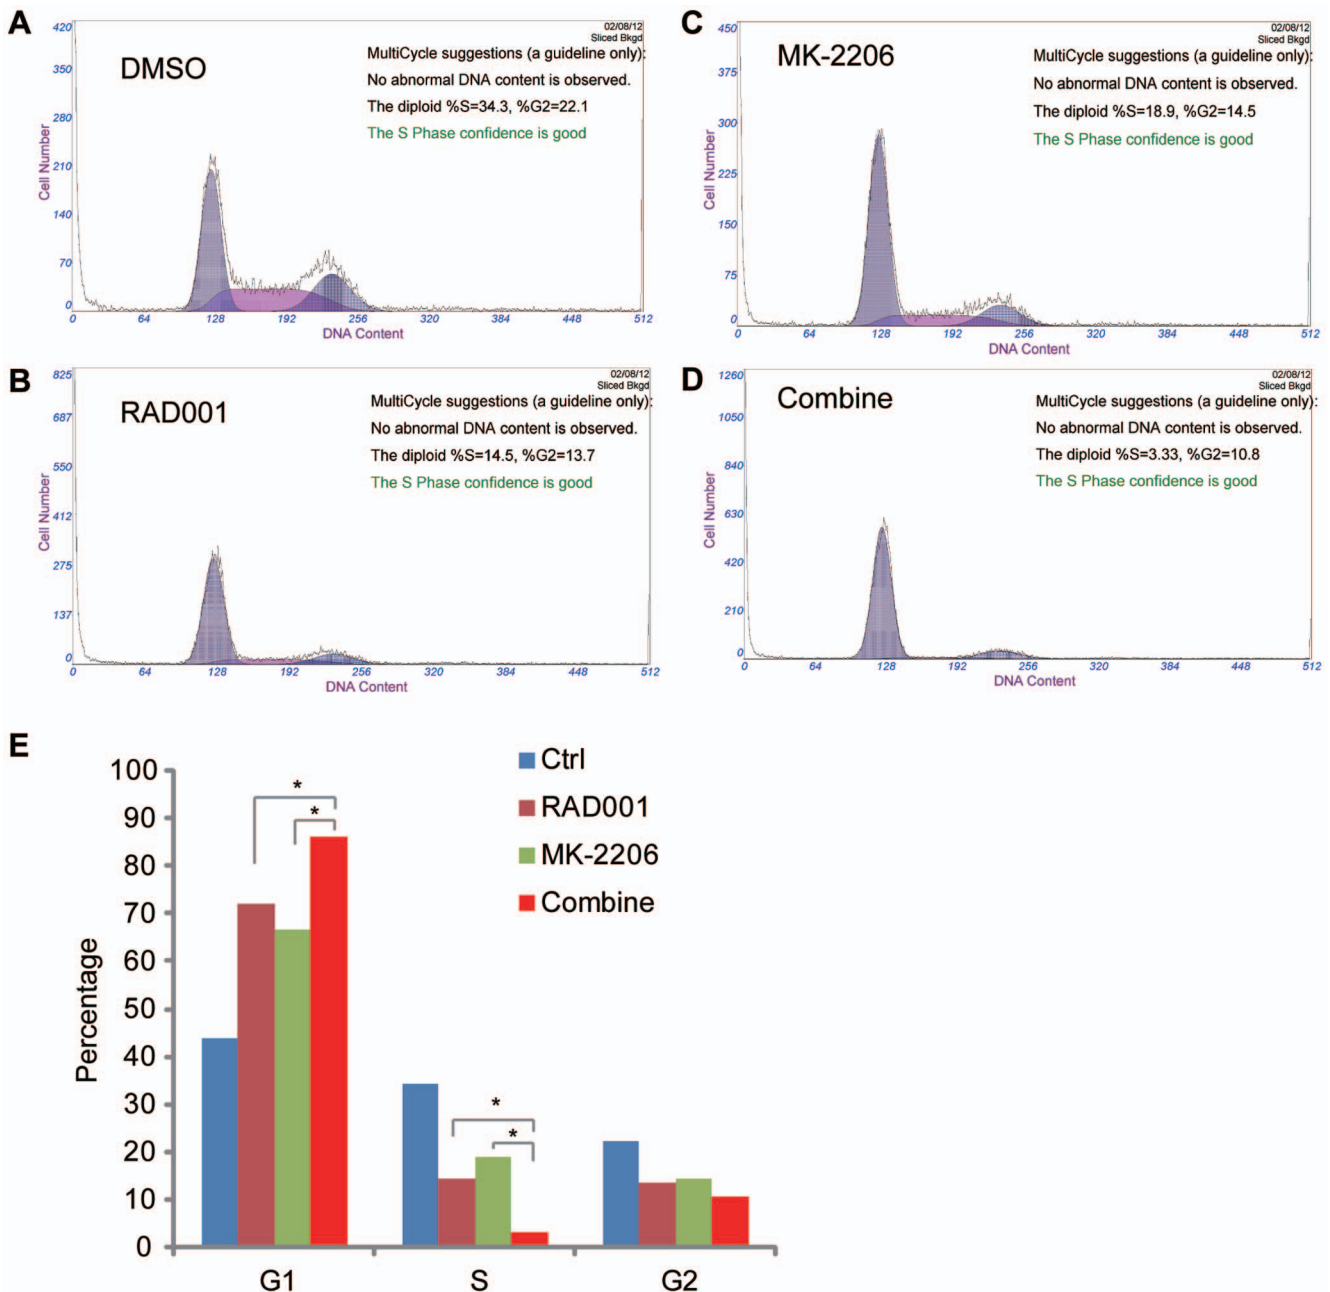 A
420
350
280
210
140
70
0
Cell Number
DMSO
02/08/12
Sliced Bkgd
MultiCycle suggestions (a guideline only):
No abnormal DNA content is observed.
The diploid %S=34.3, %G2=22.1
The S Phase confidence is good
0 64 128 192 256 320 384 448 512
DNA Content
C
450
375
300
225
150
75
0
Cell Number
MK-2206
02/08/12
Sliced Bkgd
MultiCycle suggestions (a guideline only):
No abnormal DNA content is observed.
The diploid %S=18.9, %G2=14.5
The S Phase confidence is good
0 64 128 192 256 320 384 448 512
DNA Content
B
825
687
550
412
275
137
0
Cell Number
RAD001
02/08/12
Sliced Bkgd
MultiCycle suggestions (a guideline only):
No abnormal DNA content is observed.
The diploid %S=14.5, %G2=13.7
The S Phase confidence is good
0 64 128 192 256 320 384 448 512
DNA Content
D
1260
1050
840
630
420
210
0
Cell Number
Combine
02/08/12
Sliced Bkgd
MultiCycle suggestions (a guideline only):
No abnormal DNA content is observed.
The diploid %S=3.33, %G2=10.8
The S Phase confidence is good
0 64 128 192 256 320 384 448 512
DNA Content
E
100
90
80
70
60
50
40
30
20
10
0
Percentage
*
*
*
*
Ctrl
RAD001
MK-2206
Combine
G1 S G2